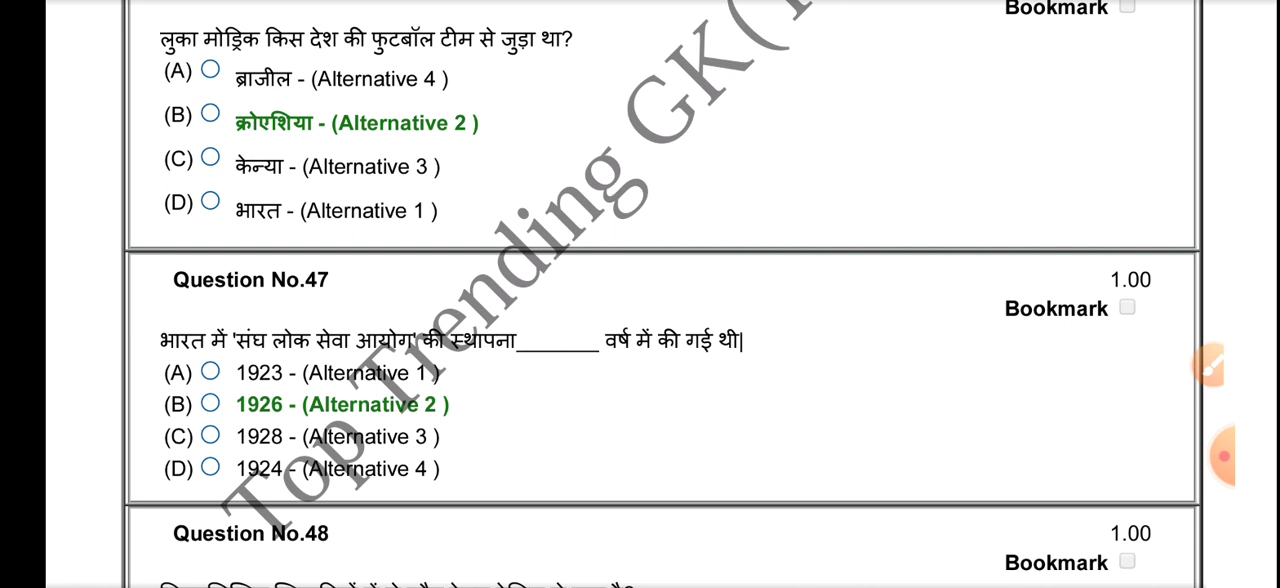 Bookmark
लुका मोड्रिक किस देश की फुटबॉल टीम से जुड़ा था?
(A) ब्राजील - (Alternative 4 )
(B) क्रोएशिया - (Alternative 2 )
(C) केन्या - (Alternative 3 )
(D) भारत - (Alternative 1 )
Question No.47 1.00
Bookmark
भारत में 'संघ लोक सेवा आयोग' की स्थापना_______ वर्ष में की गई थी|
(A) 1923 - (Alternative 1 )
(B) 1926 - (Alternative 2 )
(C) 1928 - (Alternative 3 )
(D) 1924 - (Alternative 4 )
Question No.48 1.00
Bookmark
Top Trending GK(